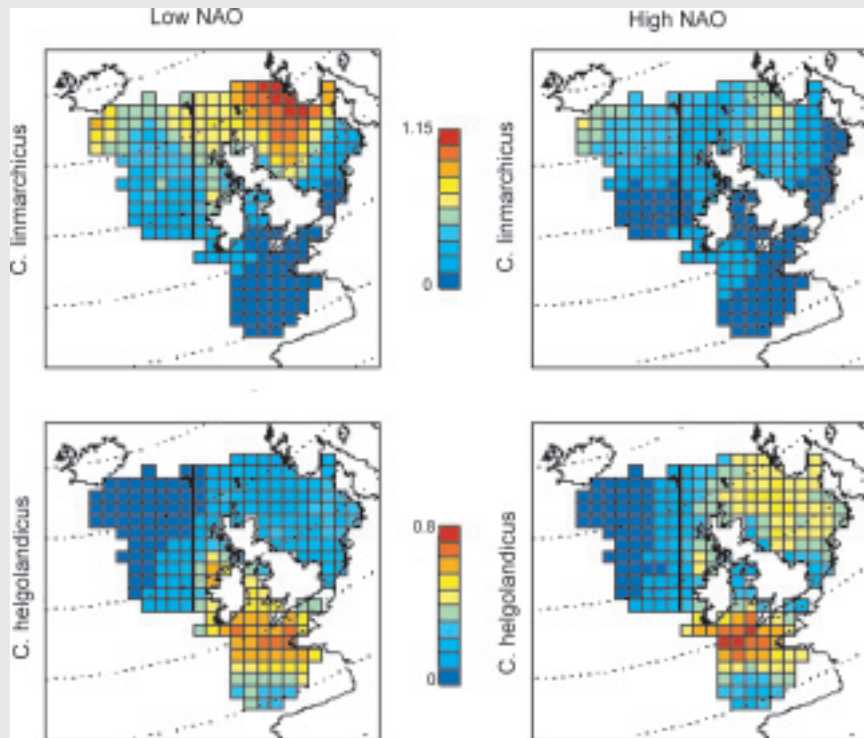 Low NAO
High NAO
C. linmarchicus
1.15
0
C. linmarchicus
C. helgolandicus
0.8
0
C. helgolandicus